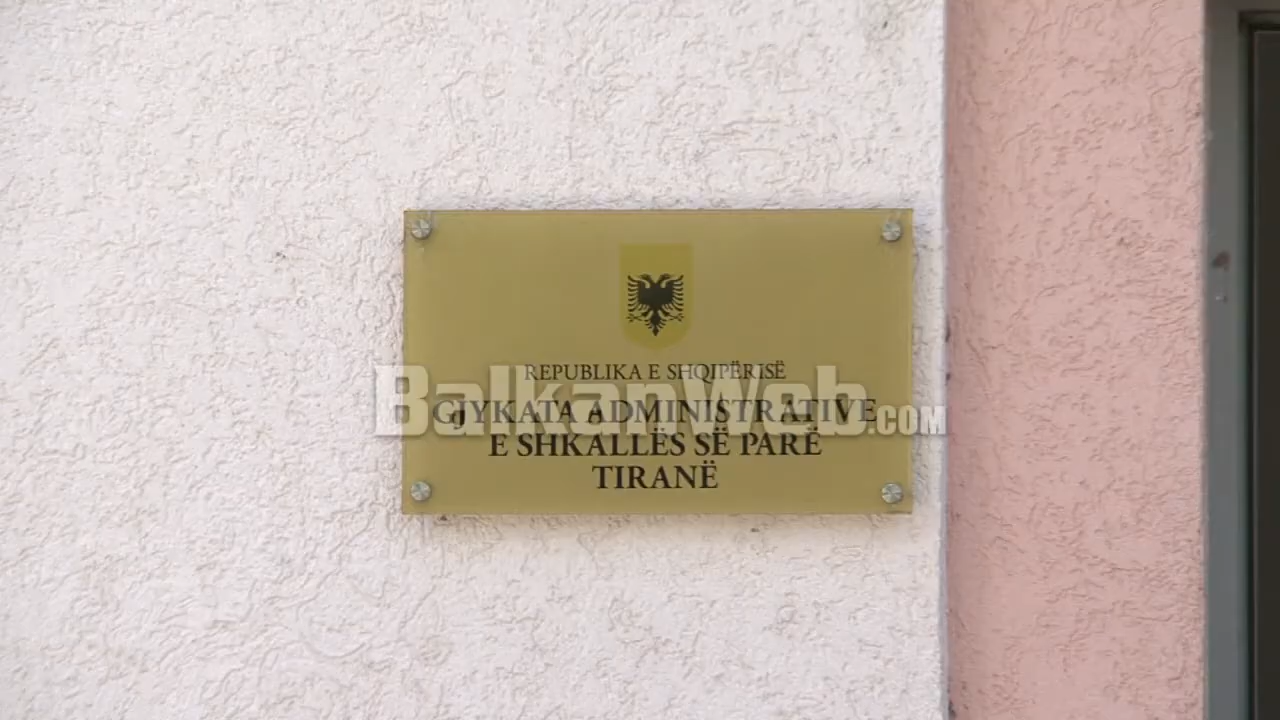 REPUBLIKA E SHQIPËRISË
BalkanWeb.com
GJYKATA ADMINISTRATIVE
E SHKALLËS SË PARË
TIRANË